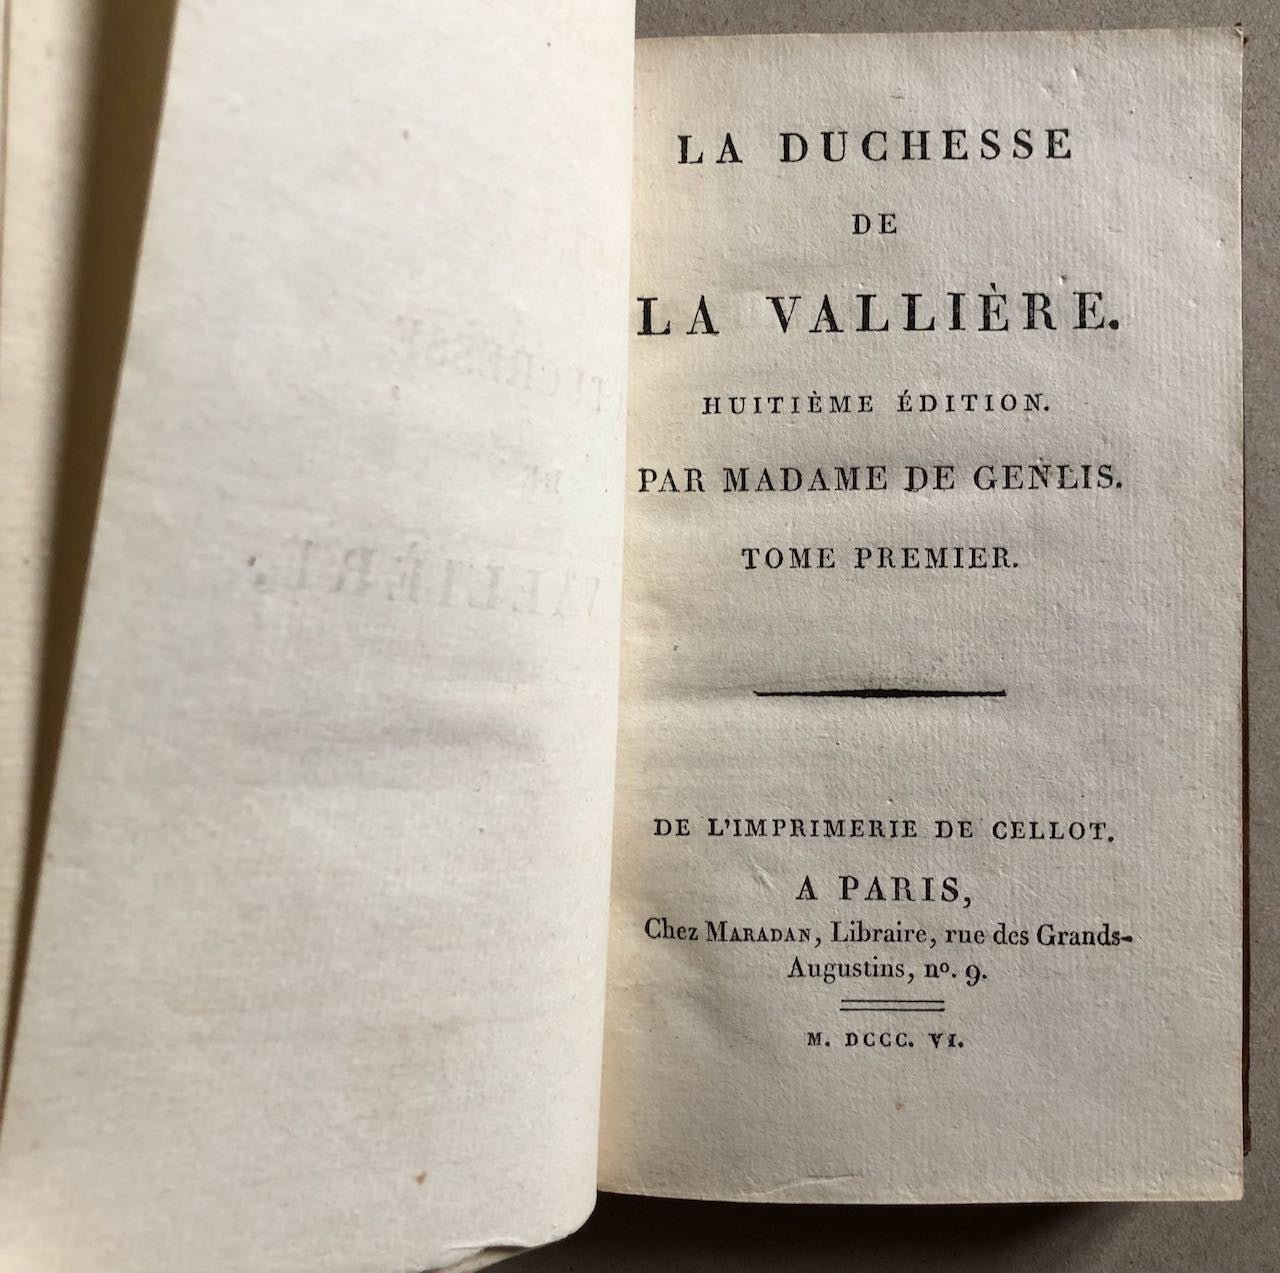 LA DUCHESSE
DE
LA VALLIÈRE.
HUITIÈME ÉDITION.
PAR MADAME DE GENLIS.
TOME PREMIER.
DE L'IMPRIMERIE DE CELLOT.
A PARIS,
Chez MARADAN, Libraire, rue des Grands-
Augustins, nº. 9.
M. DCCC. VI.